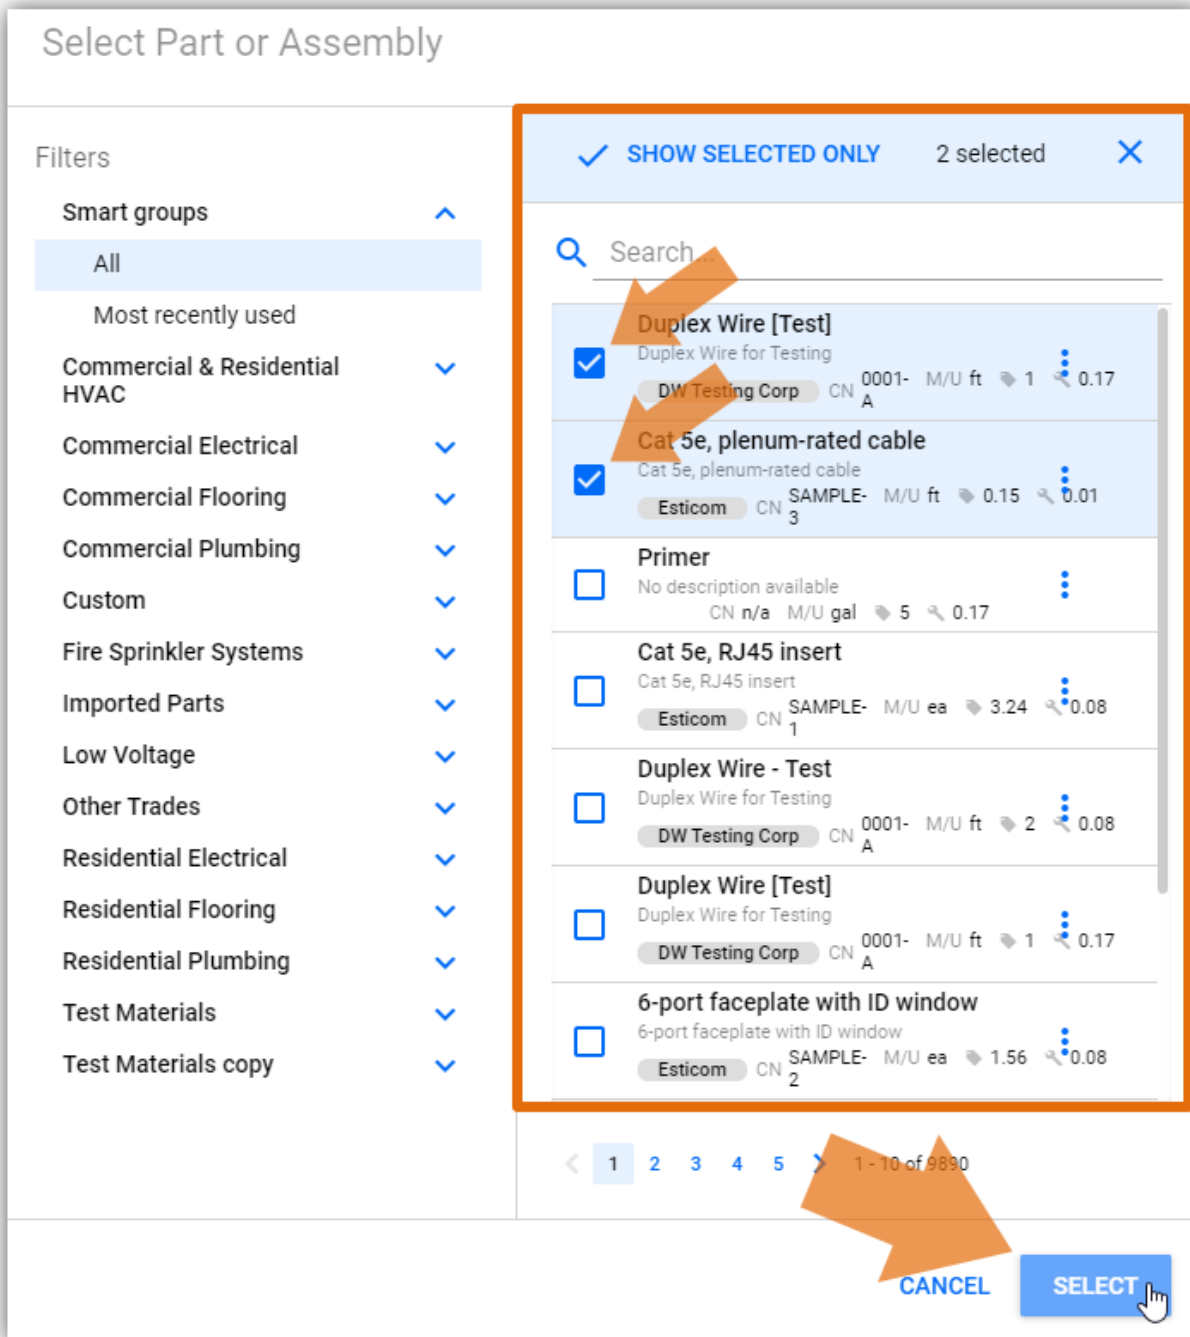 Select Part or Assembly
Filters
Smart groups
All
Most recently used
Commercial & Residential
HVAC
Commercial Electrical
Commercial Flooring
Commercial Plumbing
Custom
Fire Sprinkler Systems
Imported Parts
Low Voltage
Other Trades
Residential Electrical
Residential Flooring
Residential Plumbing
Test Materials
Test Materials copy
SHOW SELECTED ONLY 2 selected
Search...
Duplex Wire [Test]
Duplex Wire for Testing
DW Testing Corp CN 0001-A M/U ft 1 0.17
Cat 5e, plenum-rated cable
Cat 5e, plenum-rated cable
Esticom CN SAMPLE-3 M/U ft 0.15 0.01
Primer
No description available
CN n/a M/U gal 5 0.17
Cat 5e, RJ45 insert
Cat 5e, RJ45 insert
Esticom CN SAMPLE-1 M/U ea 3.24 0.08
Duplex Wire - Test
Duplex Wire for Testing
DW Testing Corp CN 0001-A M/U ft 2 0.08
Duplex Wire [Test]
Duplex Wire for Testing
DW Testing Corp CN 0001-A M/U ft 1 0.17
6-port faceplate with ID window
6-port faceplate with ID window
Esticom CN SAMPLE-2 M/U ea 1.56 0.08
1 2 3 4 5 1 - 10 of 9890
CANCEL SELECT